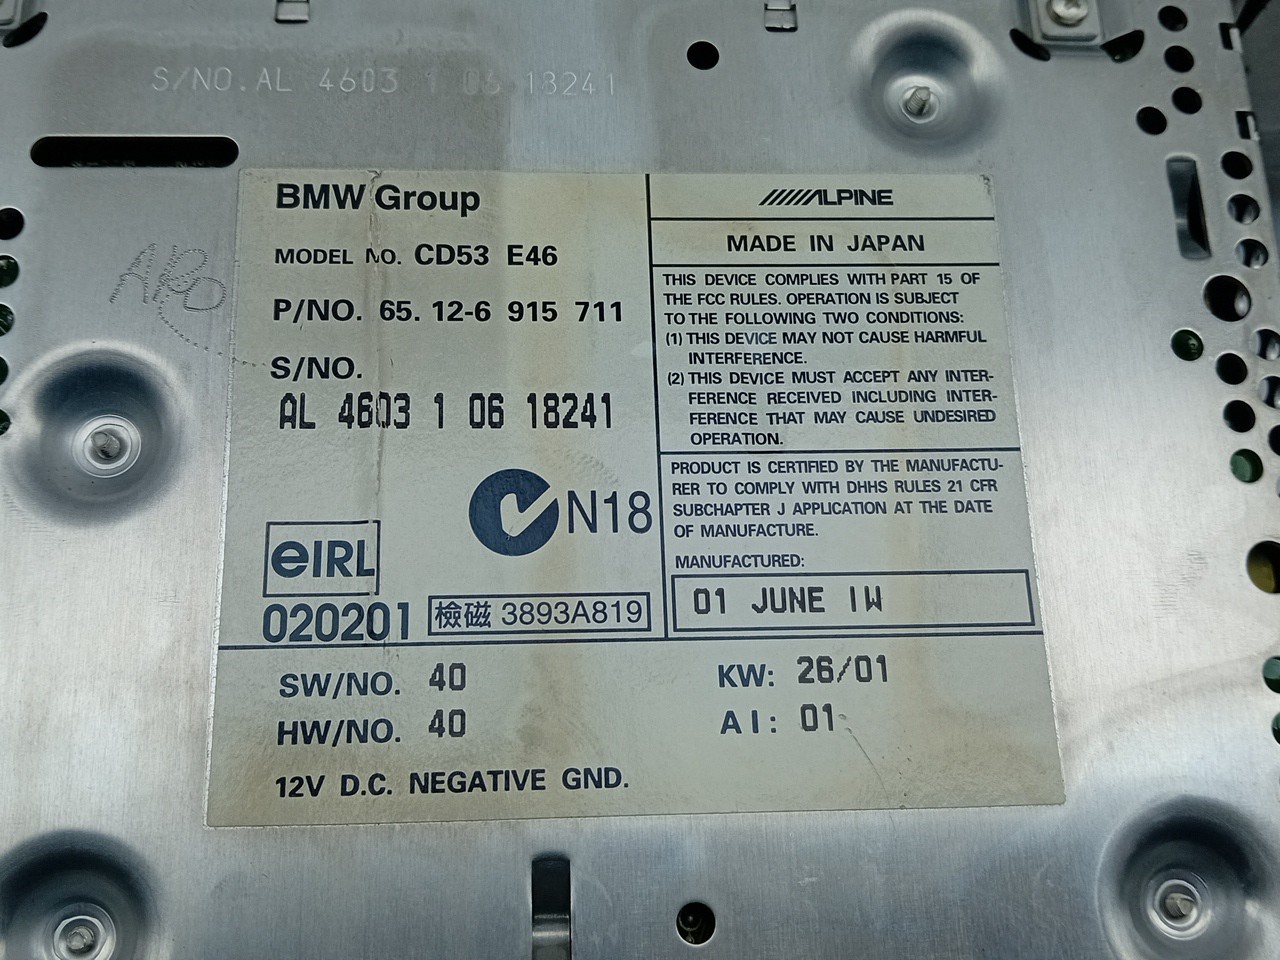 S/NO.AL 4603 1 06 18241
BMW Group
MODEL NO. CD53 E46
P/NO. 65. 12-6 915 711
S/NO.
AL 4603 1 06 18241
N18
eIRL
020201
檢磁 3893A819
ALPINE
MADE IN JAPAN
THIS DEVICE COMPLIES WITH PART 15 OF
THE FCC RULES. OPERATION IS SUBJECT
TO THE FOLLOWING TWO CONDITIONS:
(1) THIS DEVICE MAY NOT CAUSE HARMFUL
INTERFERENCE.
(2) THIS DEVICE MUST ACCEPT ANY INTER-
FERENCE RECEIVED INCLUDING INTER-
FERENCE THAT MAY CAUSE UNDESIRED
OPERATION.
PRODUCT IS CERTIFIED BY THE MANUFACTU-
RER TO COMPLY WITH DHHS RULES 21 CFR
SUBCHAPTER J APPLICATION AT THE DATE
OF MANUFACTURE.
MANUFACTURED:
01 JUNE 1W
SW/NO. 40
KW: 26/01
HW/NO. 40
AI: 01
12V D.C. NEGATIVE GND.